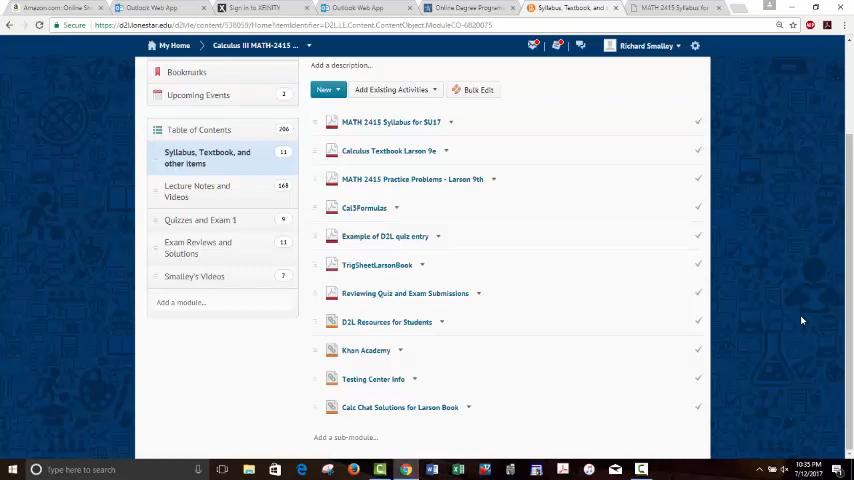 Amazon.com: Online Sh
Outlook Web App
Sign in to XFINITY
Outlook Web App
Online Degree Program
Syllabus, Textbook, and
MATH 2415 Syllabus for
Secure
https://d2l.lonestar.edu/d2l/le/content/538059/Home?itemIdentifier=D2L.LE.Content.ContentObject.ModuleCO-6820075
My Home
Calculus III MATH-2415 ...
Richard Smalley
Bookmarks
Upcoming Events 2
Table of Contents 206
Syllabus, Textbook, and other items 11
Lecture Notes and Videos 168
Quizzes and Exam 1 9
Exam Reviews and Solutions 11
Smalley's Videos 7
Add a module...
Add a description...
New
Add Existing Activities
Bulk Edit
MATH 2415 Syllabus for SU17
Calculus Textbook Larson 9e
MATH 2415 Practice Problems - Larson 9th
Cal3Formulas
Example of D2L quiz entry
TrigSheetLarsonBook
Reviewing Quiz and Exam Submissions
D2L Resources for Students
Khan Academy
Testing Center Info
Calc Chat Solutions for Larson Book
Add a sub-module...
Type here to search
10:35 PM
7/12/2017